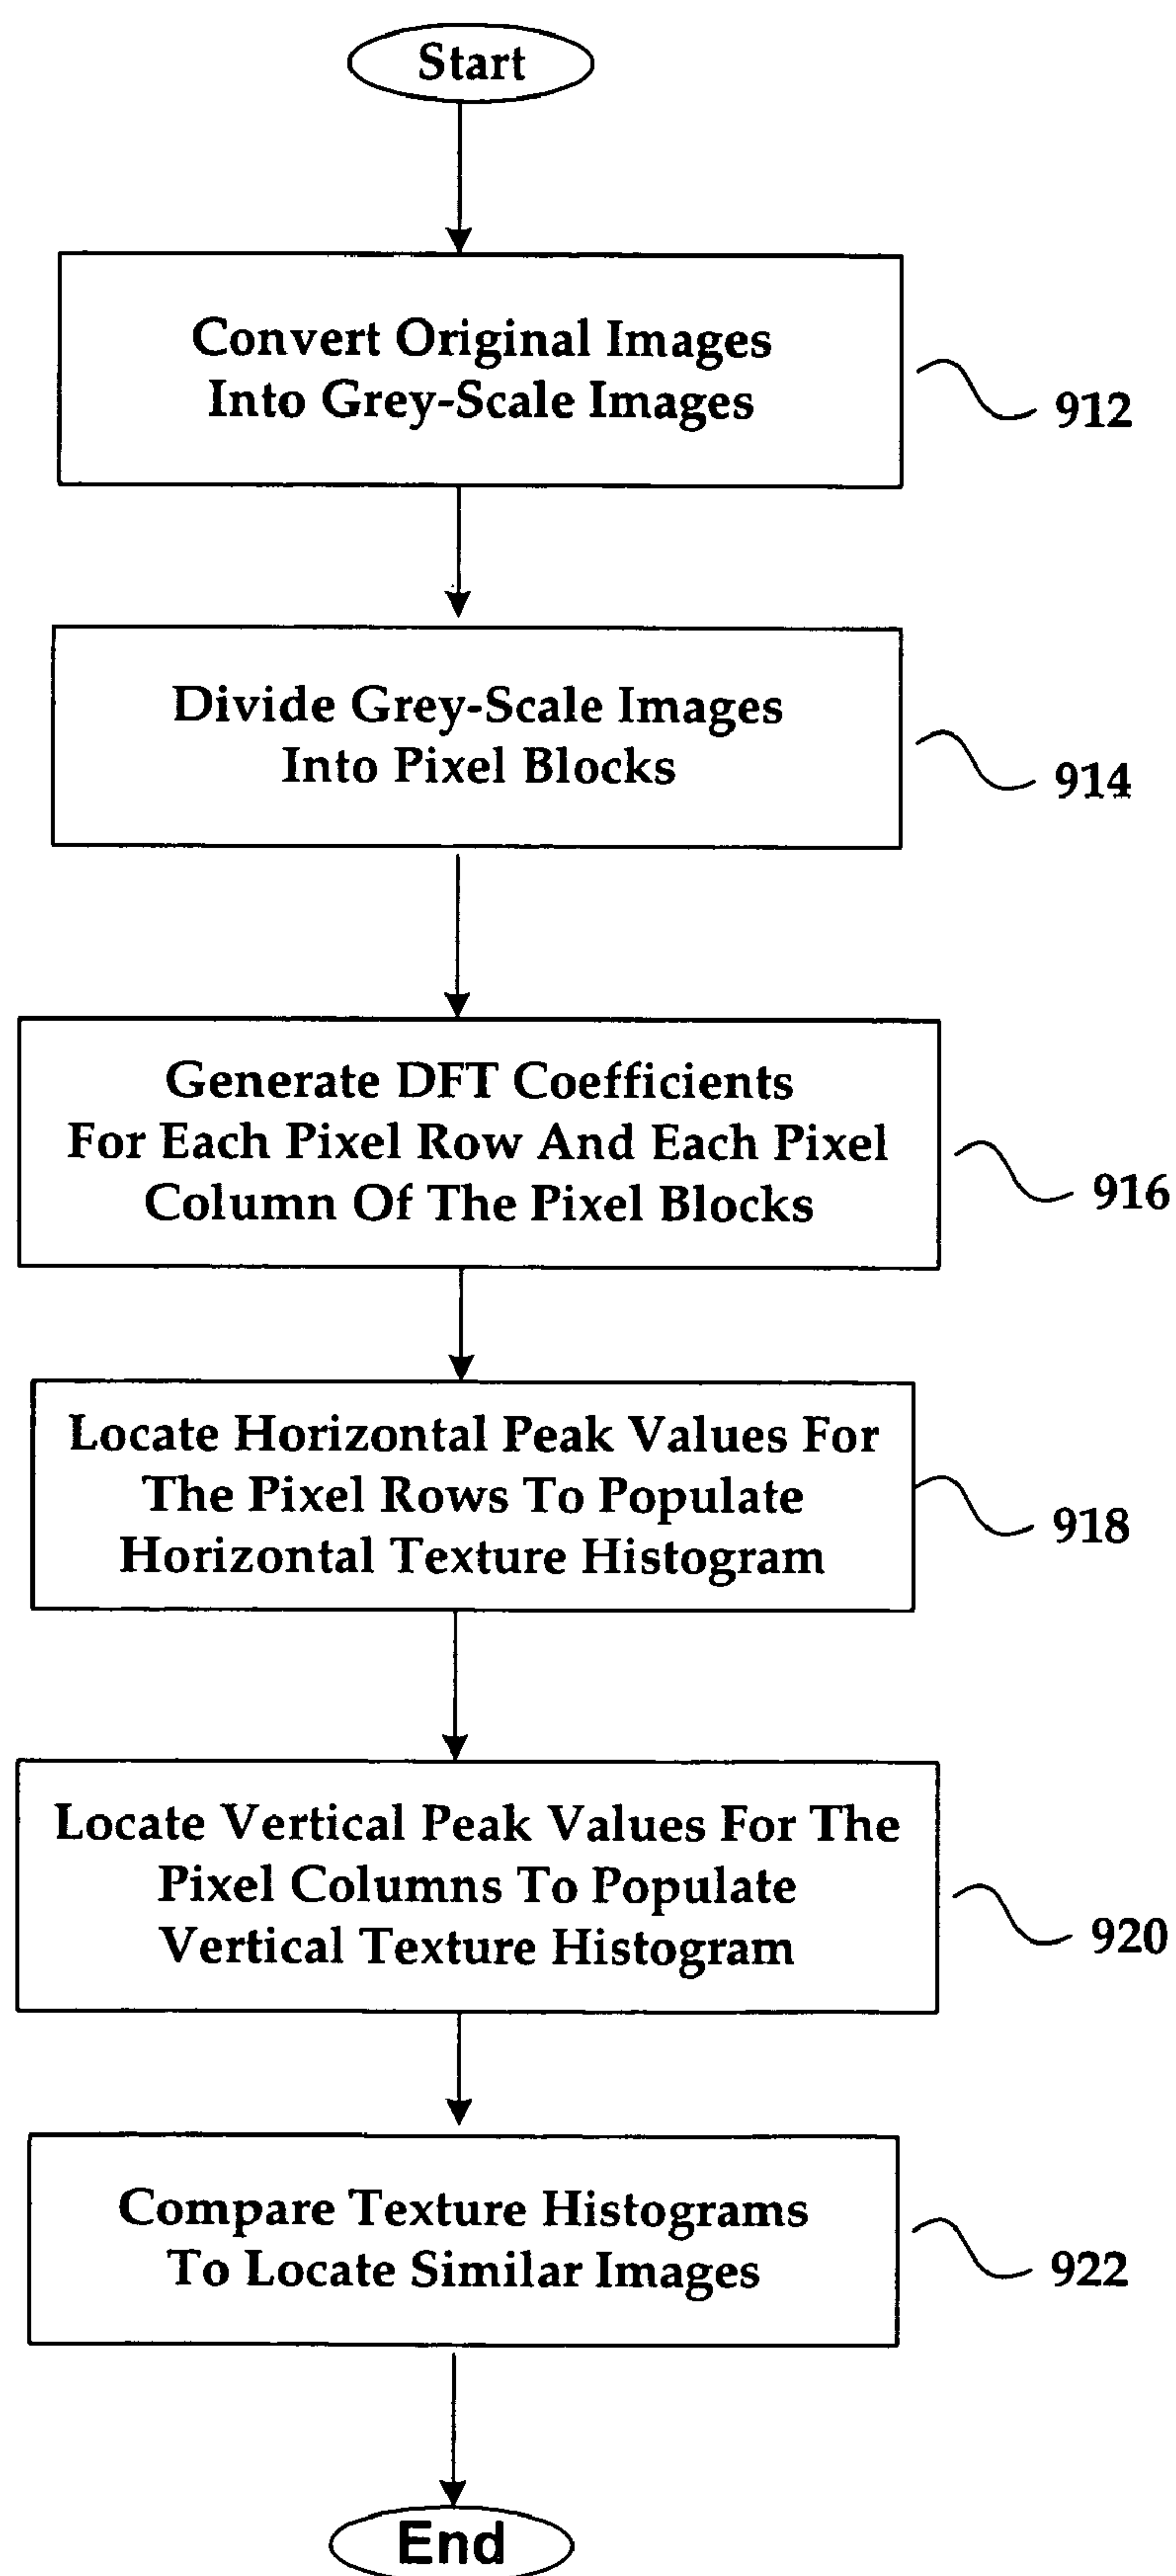 Start
Convert Original Images
Into Grey-Scale Images
912
Divide Grey-Scale Images
Into Pixel Blocks
914
Generate DFT Coefficients
For Each Pixel Row And Each Pixel
Column Of The Pixel Blocks
916
Locate Horizontal Peak Values For
The Pixel Rows To Populate
Horizontal Texture Histogram
918
Locate Vertical Peak Values For The
Pixel Columns To Populate
Vertical Texture Histogram
920
Compare Texture Histograms
To Locate Similar Images
922
End